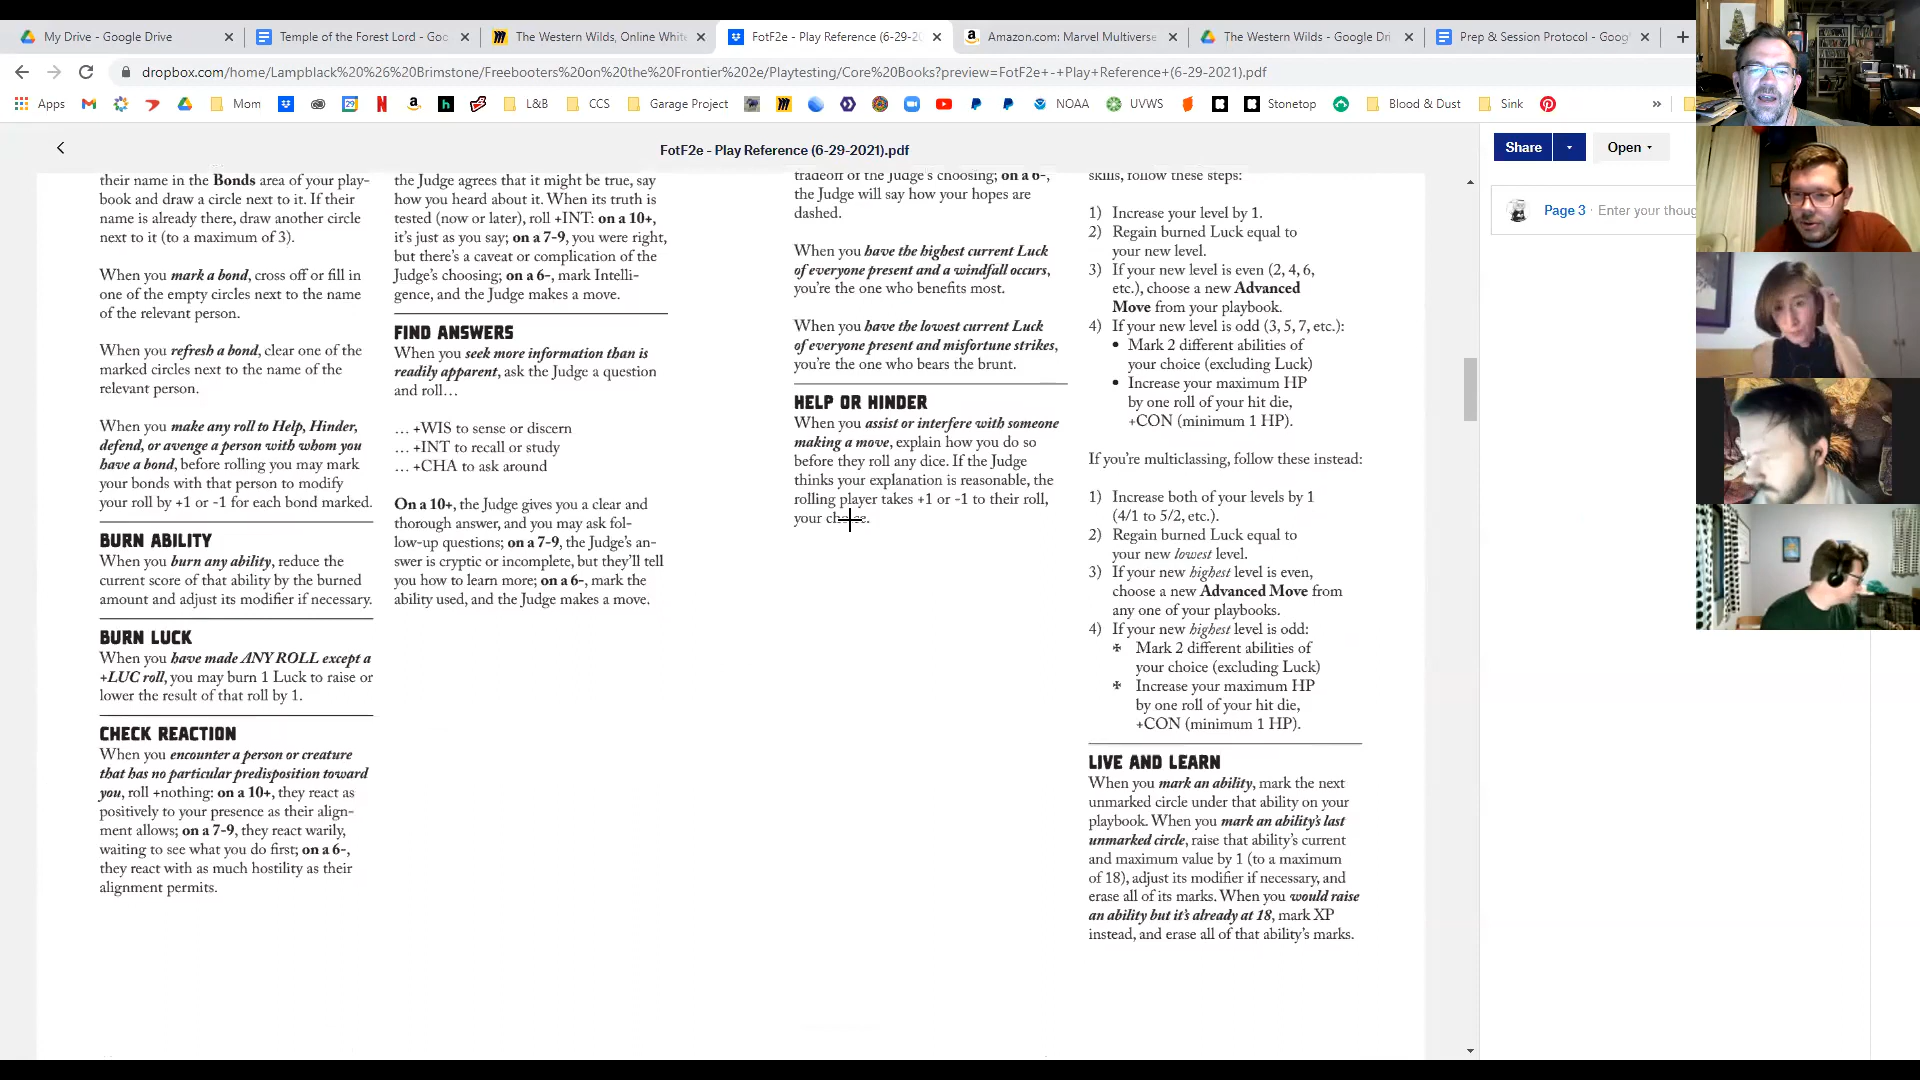 My Drive - Google Drive
Temple of the Forest Lord - Goo
The Western Wilds, Online White
FotF2e - Play Reference (6-29-20
Amazon.com: Marvel Multiverse
The Western Wilds - Google Dri
Prep & Session Protocol - Goog
dropbox.com/home/Lampblack%20%26%20Brimstone/Freebooters%20on%20the%20Frontier%202e/Playtesting/Core%20Books?preview=FotF2e+-+Play+Reference+(6-29-2021).pdf
Apps
Mom
L&B
CCS
Garage Project
NOAA
UVWS
Stonetop
Blood & Dust
Sink
FotF2e - Play Reference (6-29-2021).pdf
Share
Open
Page 3 · Enter your thoug
their name in the Bonds area of your play-
book and draw a circle next to it. If their
name is already there, draw another circle
next to it (to a maximum of 3).
When you mark a bond, cross off or fill in
one of the empty circles next to the name
of the relevant person.
When you refresh a bond, clear one of the
marked circles next to the name of the
relevant person.
When you make any roll to Help, Hinder,
defend, or avenge a person with whom you
have a bond, before rolling you may mark
your bonds with that person to modify
your roll by +1 or -1 for each bond marked.
BURN ABILITY
When you burn any ability, reduce the
current score of that ability by the burned
amount and adjust its modifier if necessary.
BURN LUCK
When you have made ANY ROLL except a
+LUC roll, you may burn 1 Luck to raise or
lower the result of that roll by 1.
CHECK REACTION
When you encounter a person or creature
that has no particular predisposition toward
you, roll +nothing: on a 10+, they react as
positively to your presence as their align-
ment allows; on a 7-9, they react warily,
waiting to see what you do first; on a 6-,
they react with as much hostility as their
alignment permits.
the Judge agrees that it might be true, say
how you heard about it. When its truth is
tested (now or later), roll +INT: on a 10+,
it's just as you say; on a 7-9, you were right,
but there's a caveat or complication of the
Judge's choosing; on a 6-, mark Intelli-
gence, and the Judge makes a move.
FIND ANSWERS
When you seek more information than is
readily apparent, ask the Judge a question
and roll…
… +WIS to sense or discern
… +INT to recall or study
… +CHA to ask around
On a 10+, the Judge gives you a clear and
thorough answer, and you may ask fol-
low-up questions; on a 7-9, the Judge's an-
swer is cryptic or incomplete, but they'll tell
you how to learn more; on a 6-, mark the
ability used, and the Judge makes a move.
tradeoff of the Judge's choosing; on a 6-,
the Judge will say how your hopes are
dashed.
When you have the highest current Luck
of everyone present and a windfall occurs,
you're the one who benefits most.
When you have the lowest current Luck
of everyone present and misfortune strikes,
you're the one who bears the brunt.
HELP OR HINDER
When you assist or interfere with someone
making a move, explain how you do so
before they roll any dice. If the Judge
thinks your explanation is reasonable, the
rolling player takes +1 or -1 to their roll,
your choice.
skills, follow these steps:
1) Increase your level by 1.
2) Regain burned Luck equal to
your new level.
3) If your new level is even (2, 4, 6,
etc.), choose a new Advanced
Move from your playbook.
4) If your new level is odd (3, 5, 7, etc.):
• Mark 2 different abilities of
your choice (excluding Luck)
• Increase your maximum HP
by one roll of your hit die,
+CON (minimum 1 HP).
If you're multiclassing, follow these instead:
1) Increase both of your levels by 1
(4/1 to 5/2, etc.).
2) Regain burned Luck equal to
your new lowest level.
3) If your new highest level is even,
choose a new Advanced Move from
any one of your playbooks.
4) If your new highest level is odd:
✠ Mark 2 different abilities of
your choice (excluding Luck)
✠ Increase your maximum HP
by one roll of your hit die,
+CON (minimum 1 HP).
LIVE AND LEARN
When you mark an ability, mark the next
unmarked circle under that ability on your
playbook. When you mark an ability's last
unmarked circle, raise that ability's current
and maximum value by 1 (to a maximum
of 18), adjust its modifier if necessary, and
erase all of its marks. When you would raise
an ability but it's already at 18, mark XP
instead, and erase all of that ability's marks.